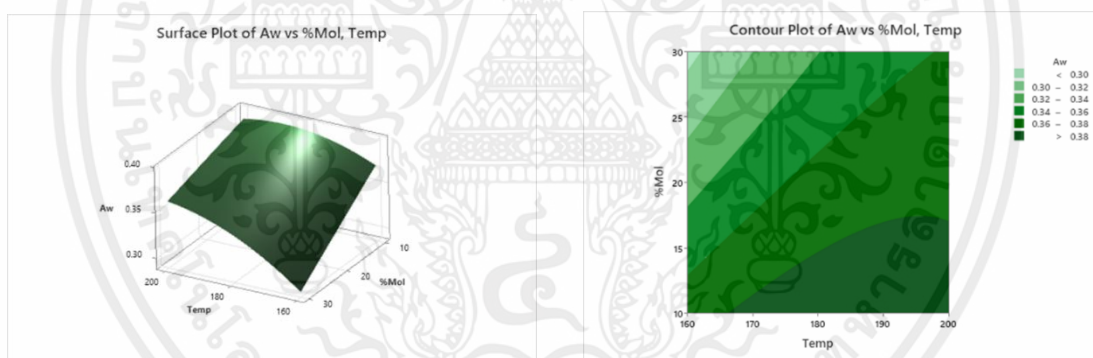 Surface Plot of Aw vs %Mol, Temp
0.40
Aw 0.35
0.30
200
180
Temp
160
10
20 %Mol
30
Contour Plot of Aw vs %Mol, Temp
30
25
%Mol
20
15
10
160 170 180 190 200
Temp
Aw
< 0.30
0.30 – 0.32
0.32 – 0.34
0.34 – 0.36
0.36 – 0.38
> 0.38